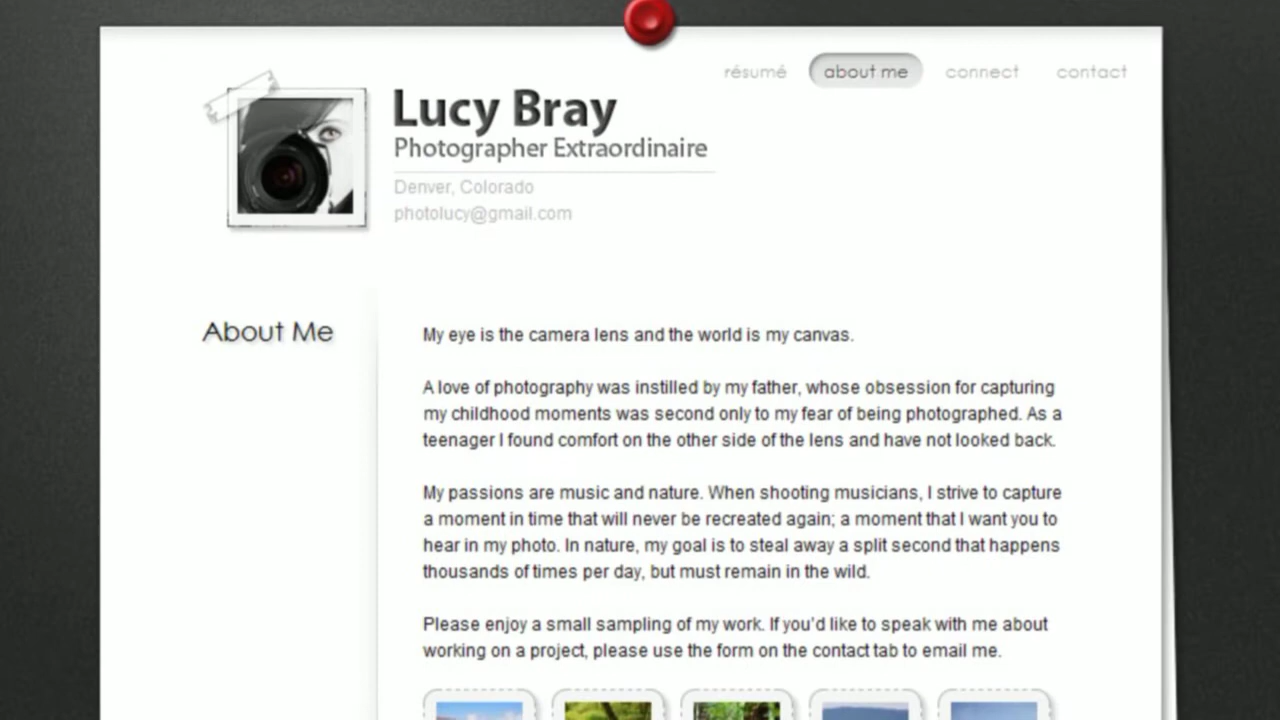 résumé about me connect contact
Lucy Bray
Photographer Extraordinaire
Denver, Colorado
photolucy@gmail.com
About Me
My eye is the camera lens and the world is my canvas.
A love of photography was instilled by my father, whose obsession for capturing
my childhood moments was second only to my fear of being photographed. As a
teenager I found comfort on the other side of the lens and have not looked back.
My passions are music and nature. When shooting musicians, I strive to capture
a moment in time that will never be recreated again; a moment that I want you to
hear in my photo. In nature, my goal is to steal away a split second that happens
thousands of times per day, but must remain in the wild.
Please enjoy a small sampling of my work. If you'd like to speak with me about
working on a project, please use the form on the contact tab to email me.